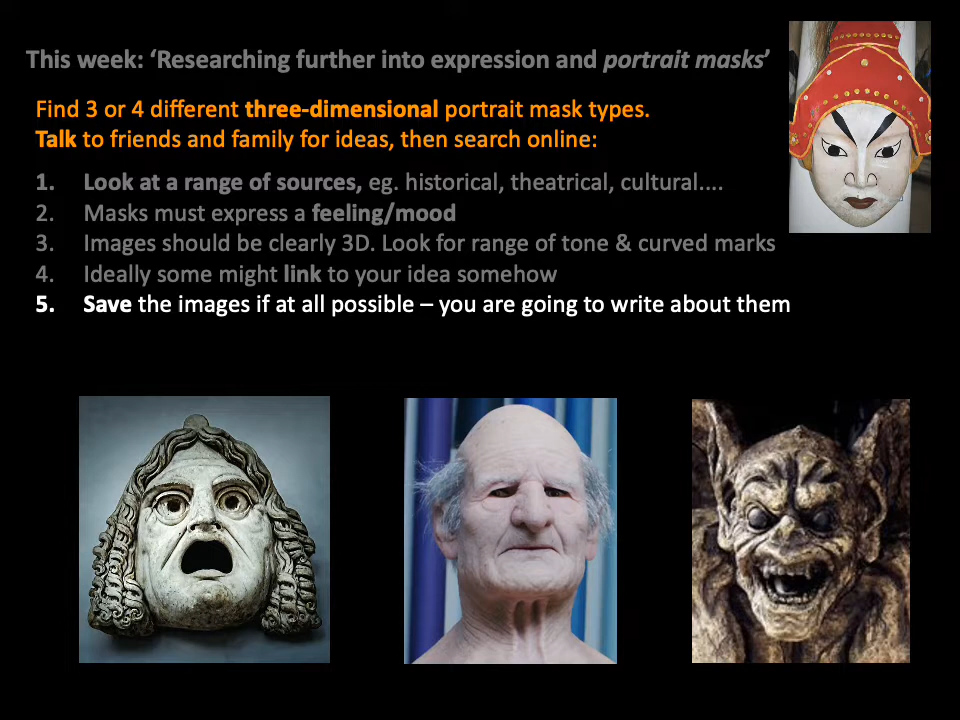 This week: ‘Researching further into expression and portrait masks’
Find 3 or 4 different three-dimensional portrait mask types.
Talk to friends and family for ideas, then search online:
1. Look at a range of sources, eg. historical, theatrical, cultural....
2. Masks must express a feeling/mood
3. Images should be clearly 3D. Look for range of tone & curved marks
4. Ideally some might link to your idea somehow
5. Save the images if at all possible – you are going to write about them